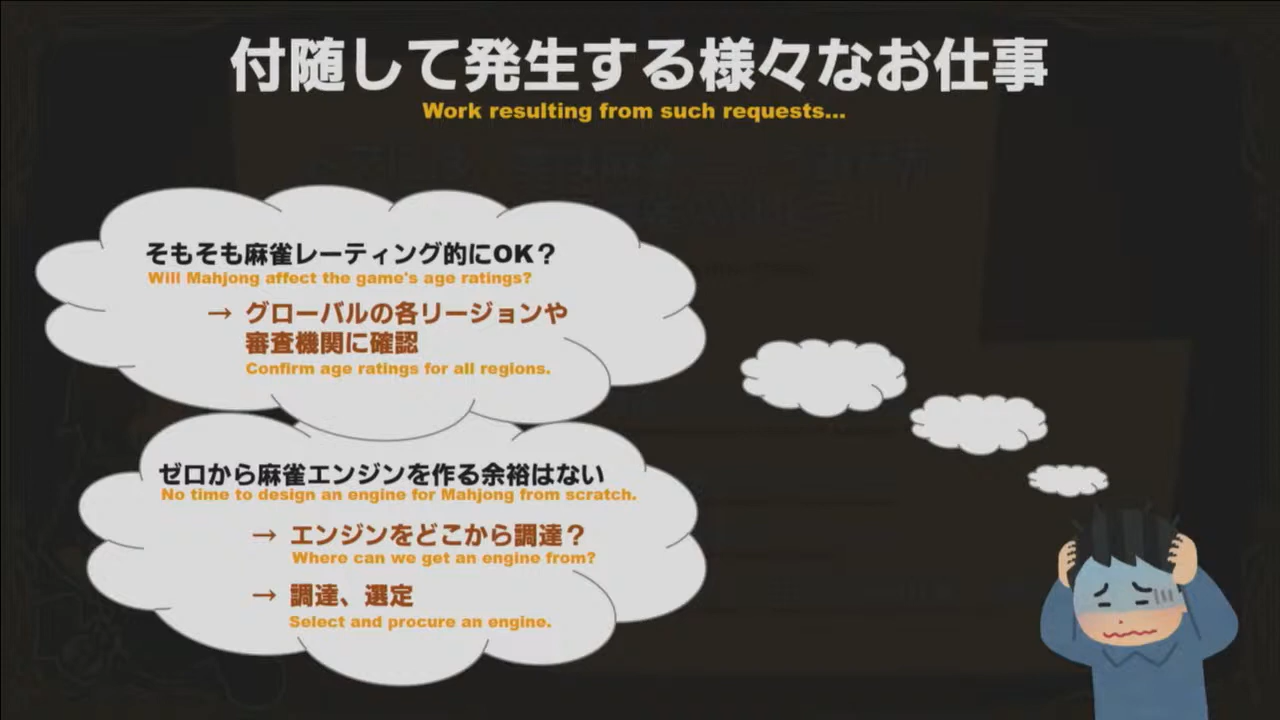 付随して発生する様々なお仕事
Work resulting from such requests...
そもそも麻雀レーティング的にOK？
Will Mahjong affect the game's age ratings?
→ グローバルの各リージョンや
審査機関に確認
Confirm age ratings for all regions.
ゼロから麻雀エンジンを作る余裕はない
No time to design an engine for Mahjong from scratch.
→ エンジンをどこから調達？
Where can we get an engine from?
→ 調達、選定
Select and procure an engine.